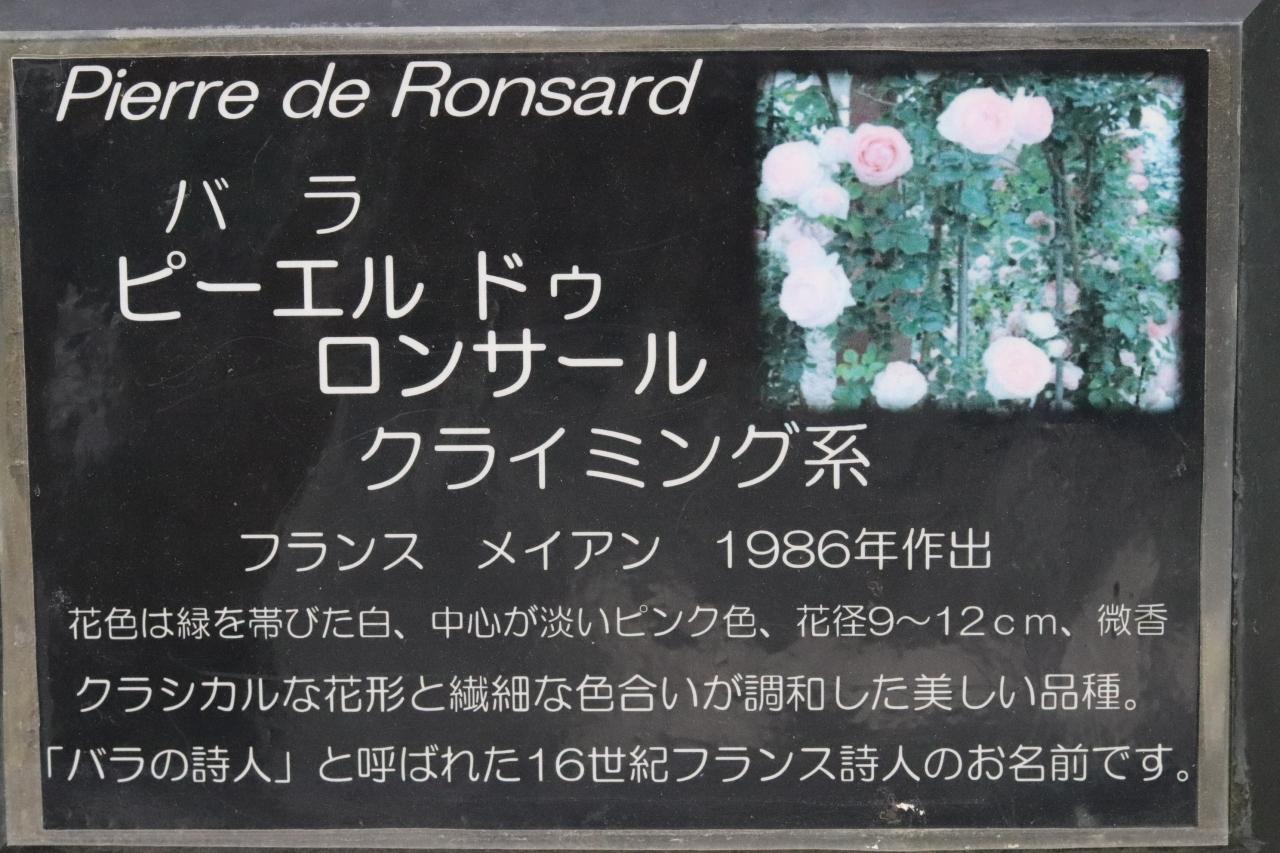 Pierre de Ronsard
バ ラ
ピーエル ドゥ
ロンサール
クライミング系
フランス メイアン 1986年作出
花色は緑を帯びた白、中心が淡いピンク色、花径9～12cm、微香
クラシカルな花形と繊細な色合いが調和した美しい品種。
「バラの詩人」と呼ばれた16世紀フランス詩人のお名前です。